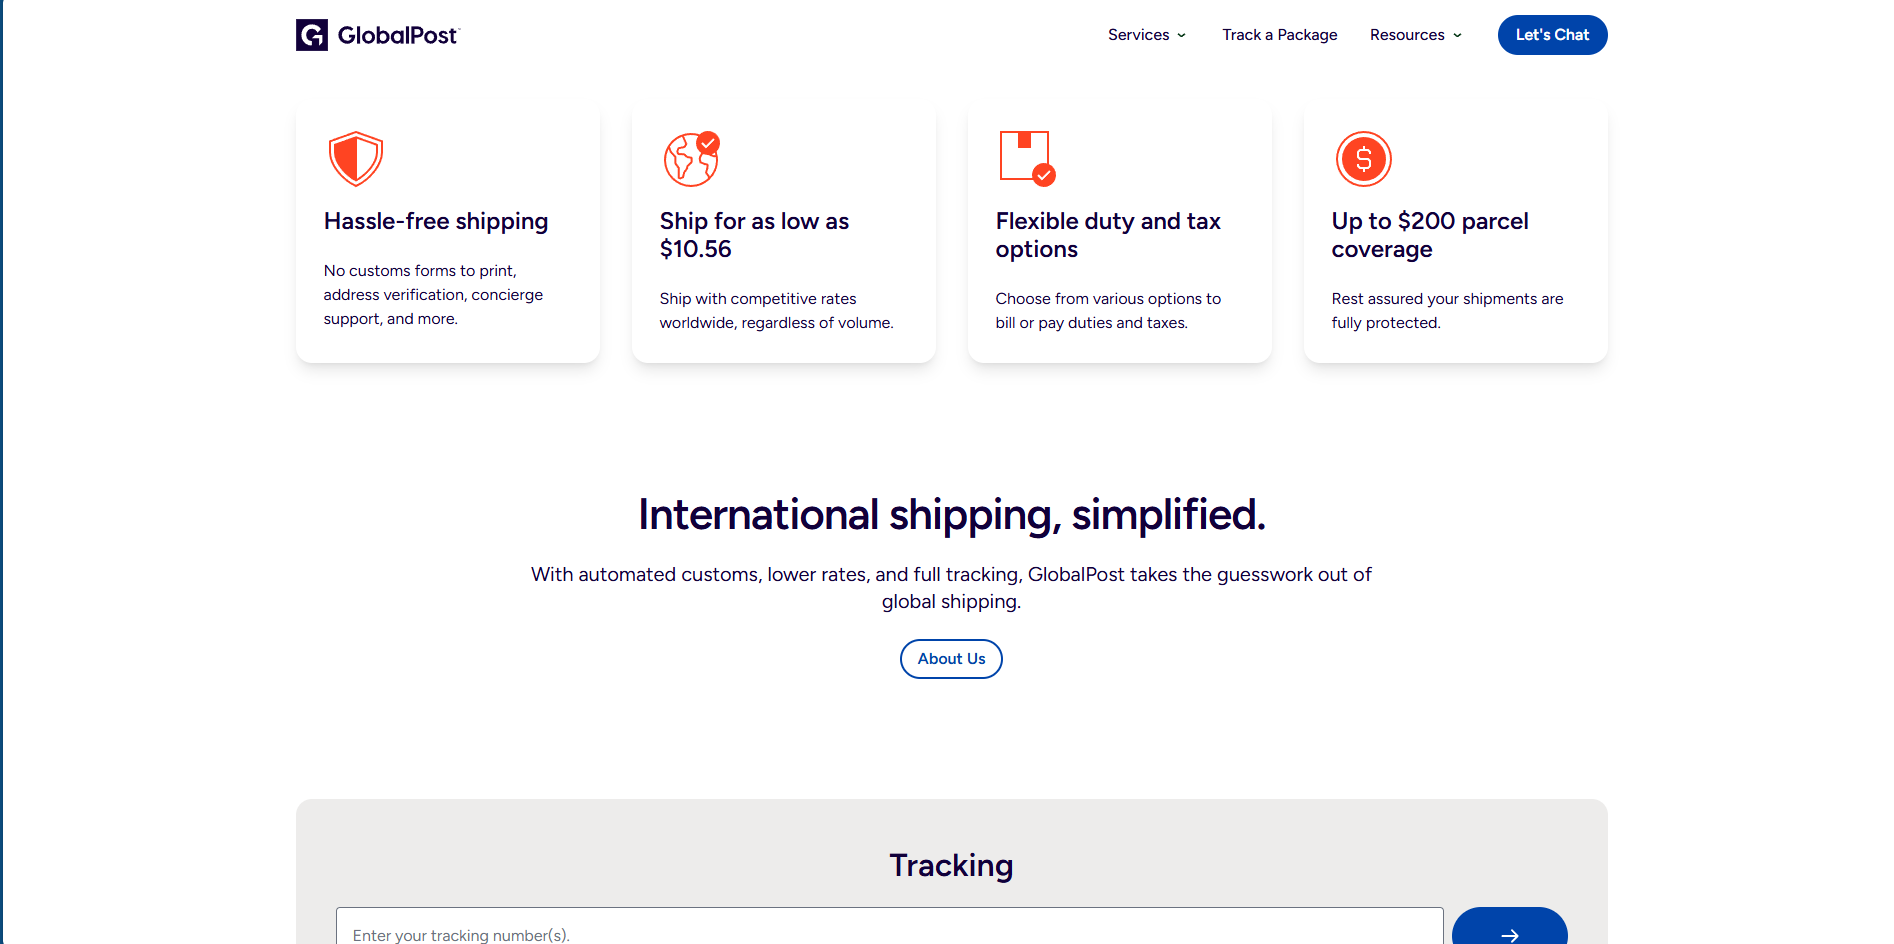 GlobalPost
Services
Track a Package
Resources
Let's Chat
Hassle-free shipping
No customs forms to print,
address verification, concierge
support, and more.
Ship for as low as
$10.56
Ship with competitive rates
worldwide, regardless of volume.
Flexible duty and tax
options
Choose from various options to
bill or pay duties and taxes.
Up to $200 parcel
coverage
Rest assured your shipments are
fully protected.
International shipping, simplified.
With automated customs, lower rates, and full tracking, GlobalPost takes the guesswork out of
global shipping.
About Us
Tracking
Enter your tracking number(s).